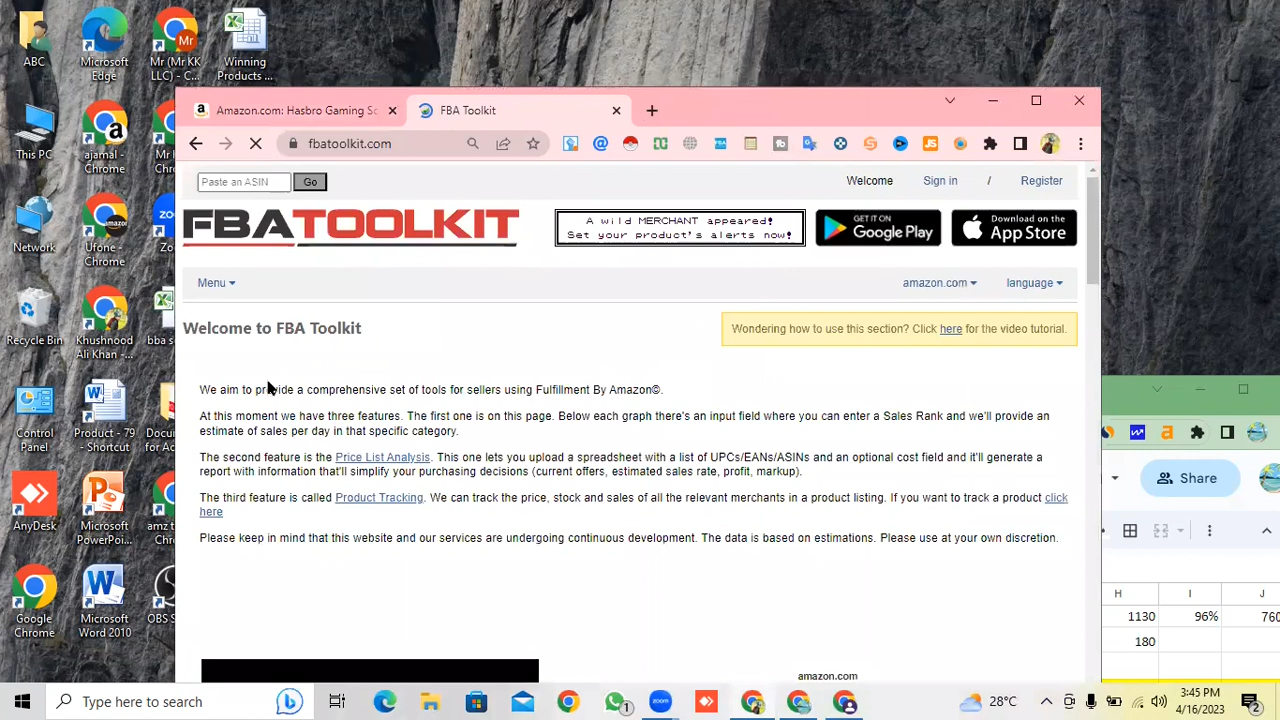 ABC
Microsoft
Edge
Mr (Mr KK
LLC) - C...
Winning
Products ...
This PC
ajamal -
Chrome
Network
Ufone -
Chrome
Recycle Bin
Khushnood
Ali Khan -...
bba s
Control
Panel
Product - 79
- Shortcut
AnyDesk
Microsoft
PowerPoi...
amz t
Chr
Google
Chrome
Microsoft
Word 2010
OBS S
Amazon.com: Hasbro Gaming Sc
FBA Toolkit
fbatoolkit.com
Paste an ASIN
Go
Welcome
Sign in
/
Register
FBATOOLKIT
A wild MERCHANT appeared!
Set your product's alerts now!
GET IT ON
Google Play
Download on the
App Store
Menu
amazon.com
language
Welcome to FBA Toolkit
Wondering how to use this section? Click here for the video tutorial.
We aim to provide a comprehensive set of tools for sellers using Fulfillment By Amazon©.
At this moment we have three features. The first one is on this page. Below each graph there's an input field where you can enter a Sales Rank and we'll provide an
estimate of sales per day in that specific category.
The second feature is the Price List Analysis. This one lets you upload a spreadsheet with a list of UPCs/EANs/ASINs and an optional cost field and it'll generate a
report with information that'll simplify your purchasing decisions (current offers, estimated sales rate, profit, markup).
The third feature is called Product Tracking. We can track the price, stock and sales of all the relevant merchants in a product listing. If you want to track a product click
here
Please keep in mind that this website and our services are undergoing continuous development. The data is based on estimations. Please use at your own discretion.
amazon.com
Share
H I J
1130 96% 760
180
Type here to search
zoom
28°C
3:45 PM
4/16/2023